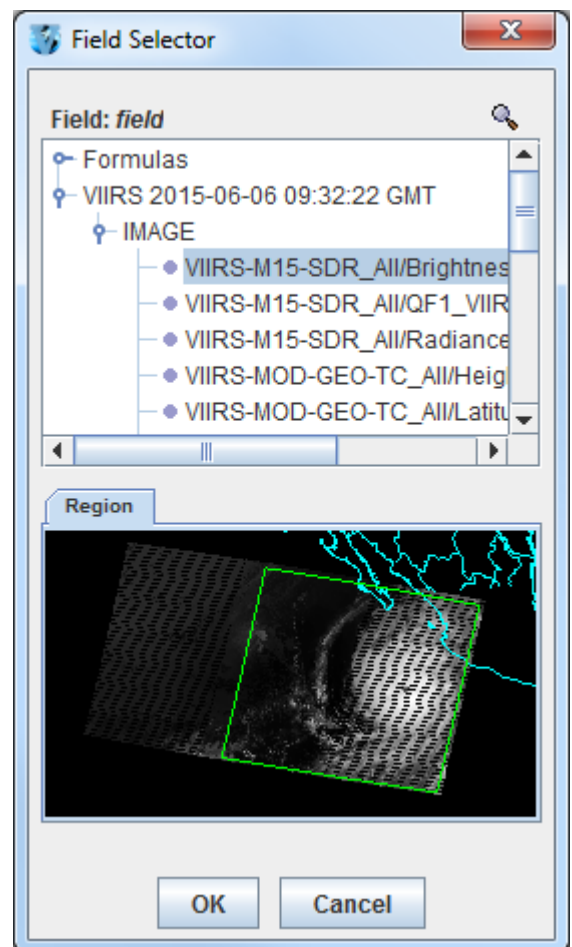 Field Selector
Field: field
Formulas
VIIRS 2015-06-06 09:32:22 GMT
IMAGE
VIIRS-M15-SDR_All/Brightnes
VIIRS-M15-SDR_All/QF1_VIIR
VIIRS-M15-SDR_All/Radiance
VIIRS-MOD-GEO-TC_All/Heig
VIIRS-MOD-GEO-TC_All/Latitu
Region
OK Cancel